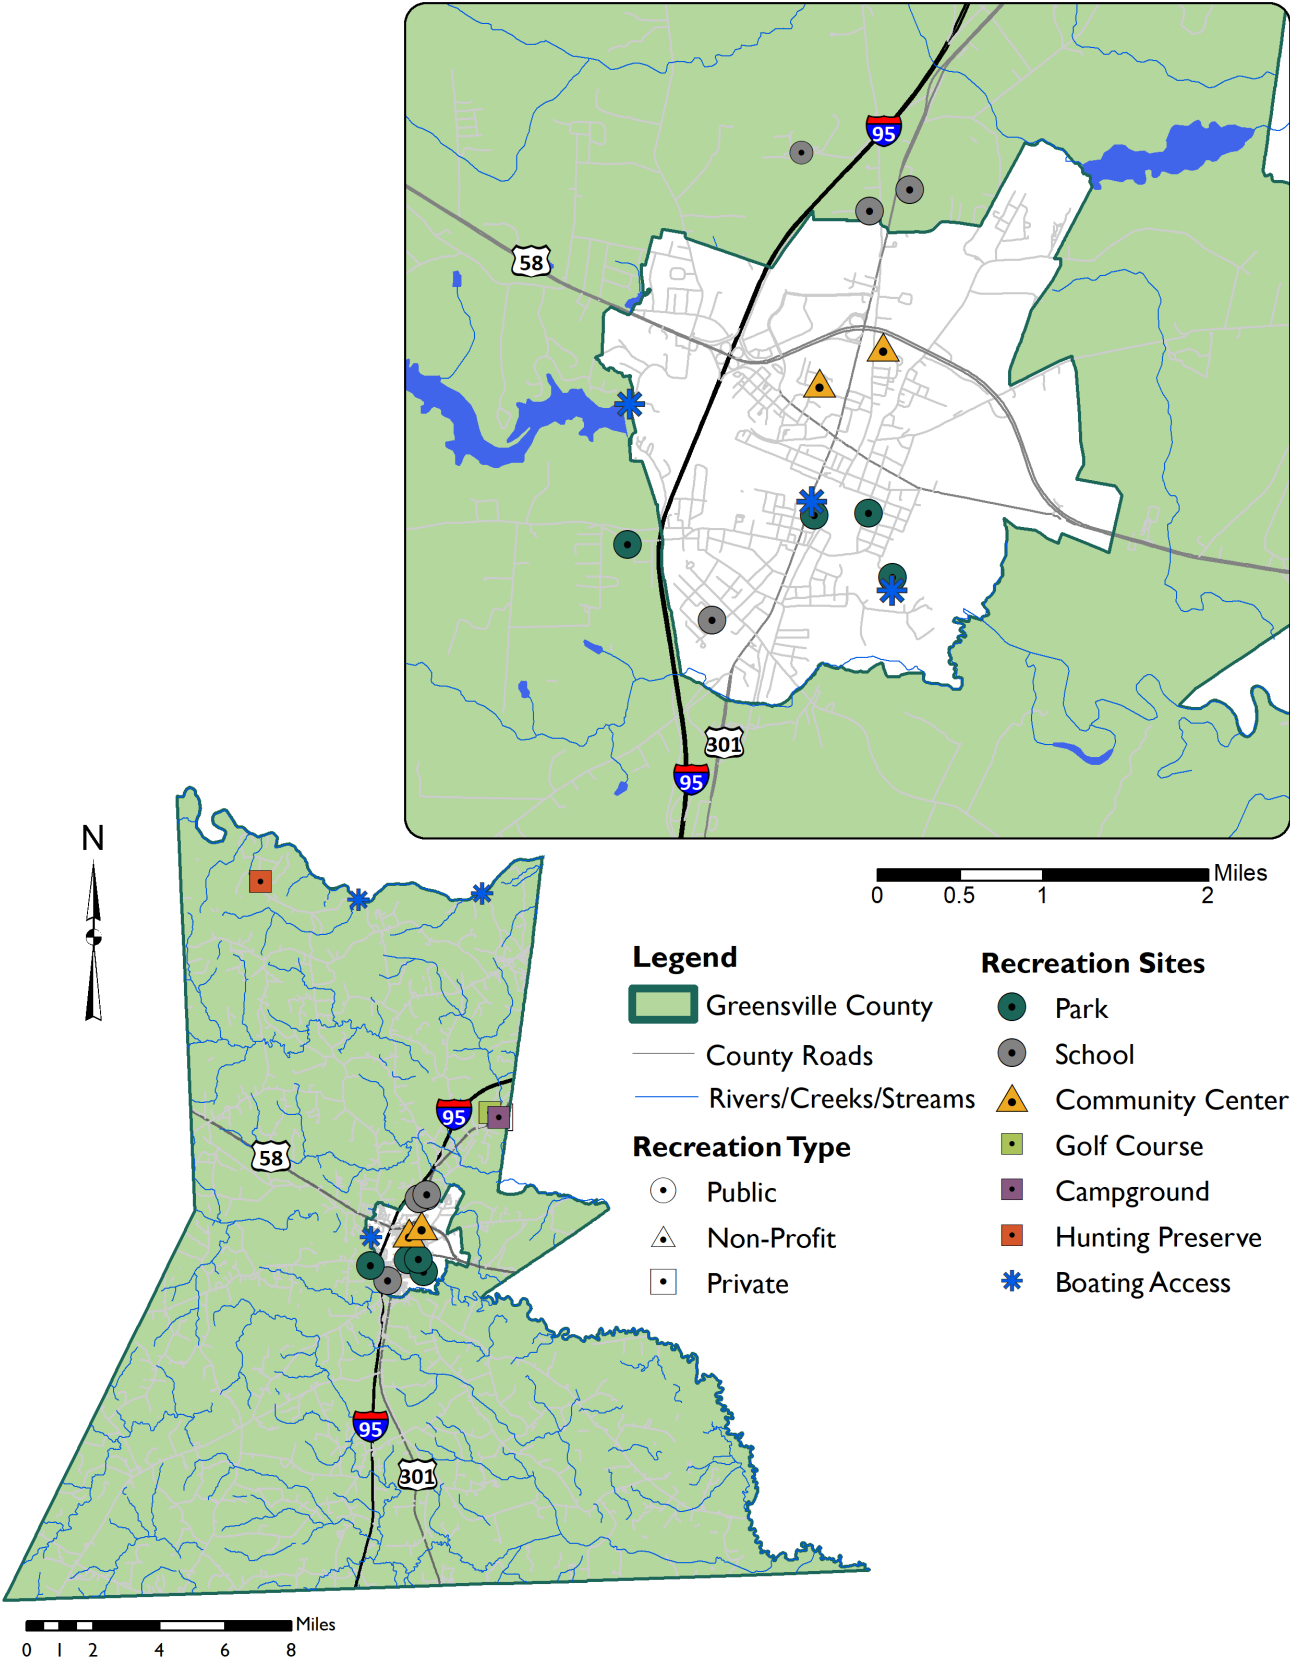 95
58
301
95
N
Miles
0 0.5 1 2
Legend
Greensville County
County Roads
Rivers/Creeks/Streams
Recreation Type
Public
Non-Profit
Private
Recreation Sites
Park
School
Community Center
Golf Course
Campground
Hunting Preserve
Boating Access
95
58
95
301
Miles
0 1 2 4 6 8